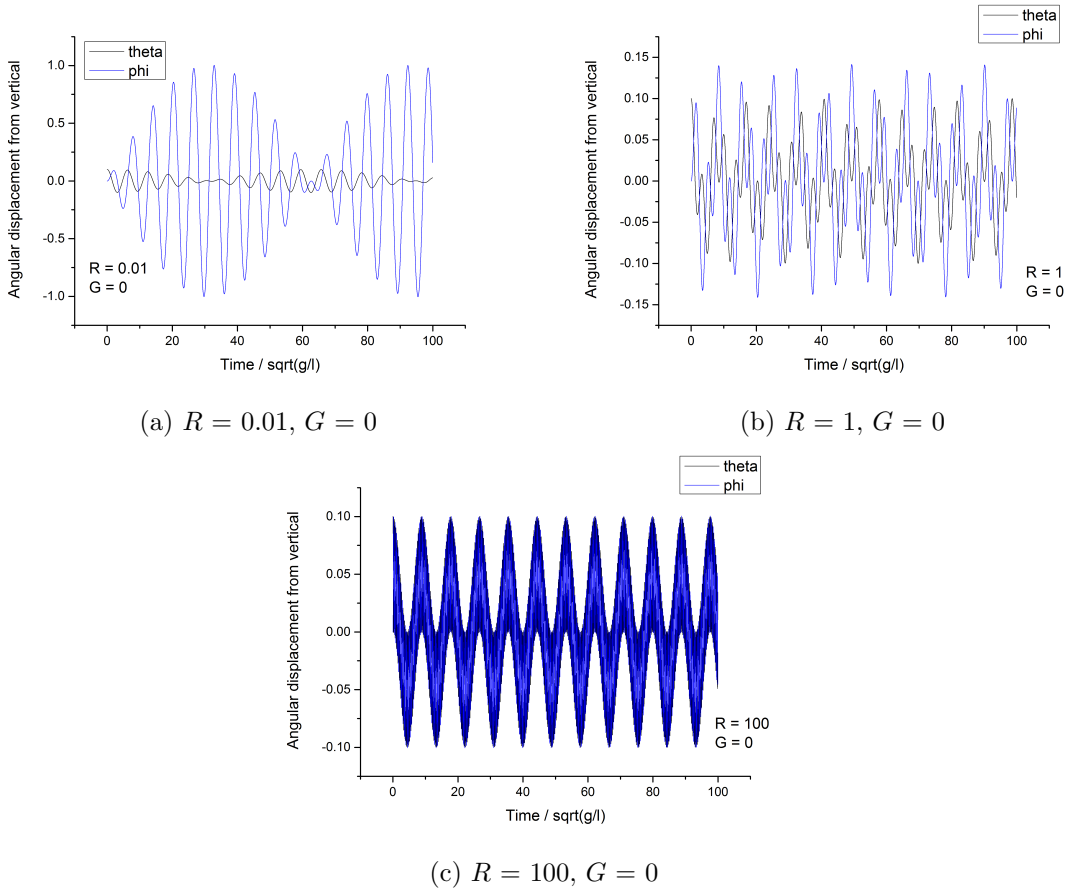 theta
phi
Angular displacement from vertical
1.0
0.5
0.0
-0.5
-1.0
R = 0.01
G = 0
0 20 40 60 80 100
Time / sqrt(g/l)
(a) R = 0.01, G = 0
theta
phi
Angular displacement from vertical
0.15
0.10
0.05
0.00
-0.05
-0.10
-0.15
R = 1
G = 0
0 20 40 60 80 100
Time / sqrt(g/l)
(b) R = 1, G = 0
theta
phi
Angular displacement from vertical
0.10
0.05
0.00
-0.05
-0.10
R = 100
G = 0
0 20 40 60 80 100
Time / sqrt(g/l)
(c) R = 100, G = 0